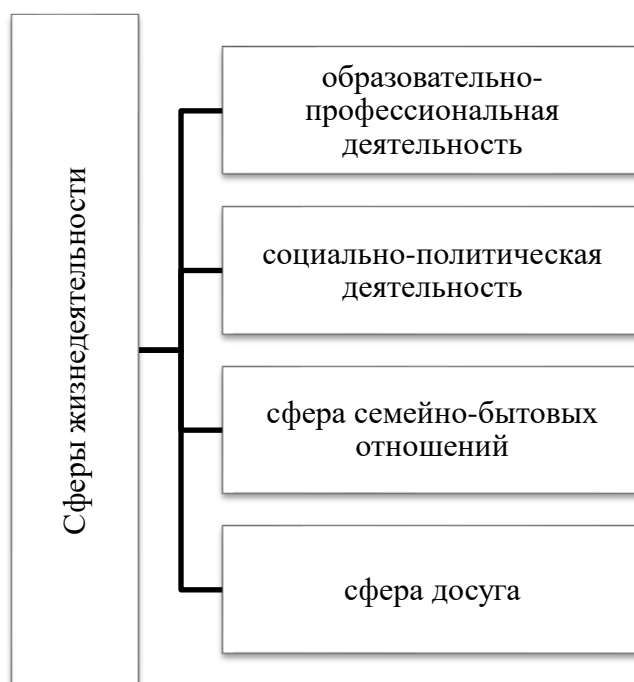 Сферы жизнедеятельности
образовательно-
профессиональная
деятельность
социально-политическая
деятельность
сфера семейно-бытовых
отношений
сфера досуга